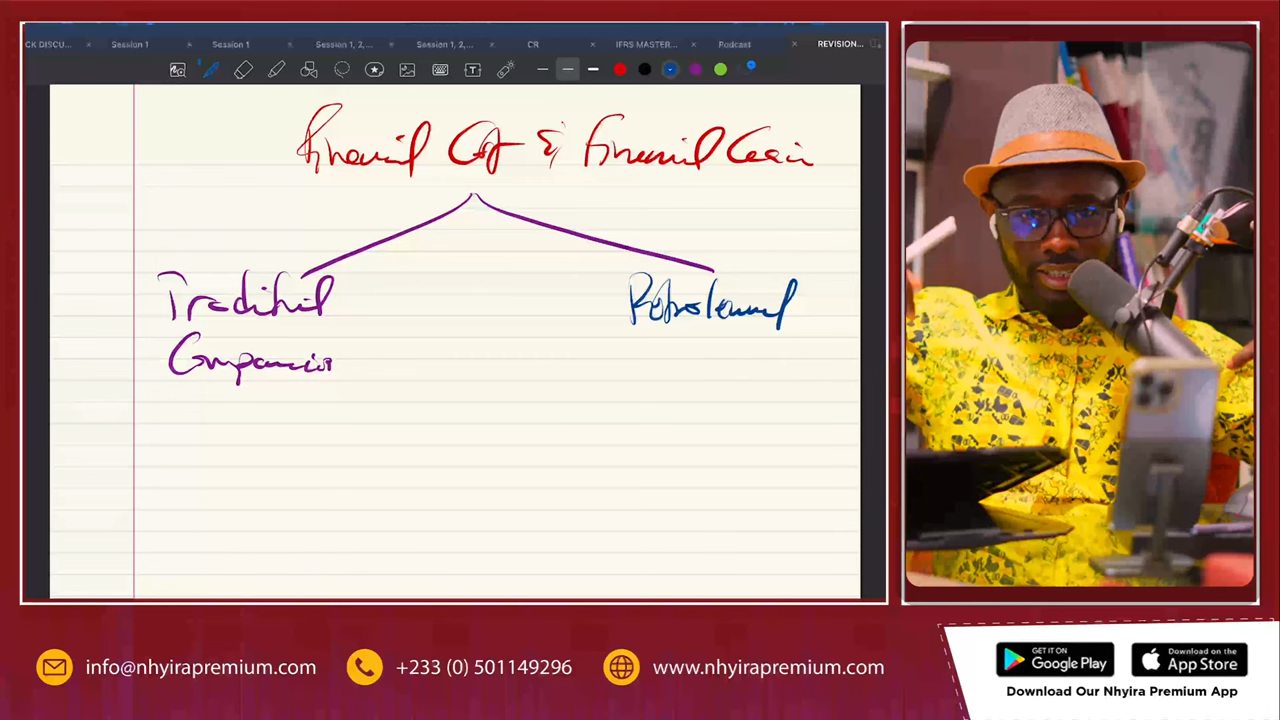 CK DISCU...
Session 1
Session 1
Session 1, 2,...
Session 1, 2,...
CR
IFRS MASTER...
Podcast
REVISION...
Financial Cost & Financial Gain
Traditional
Companies
Petroleum
info@nhyirapremium.com
+233 (0) 501149296
www.nhyirapremium.com
GET IT ON
Google Play
Download on the
App Store
Download Our Nhyira Premium App